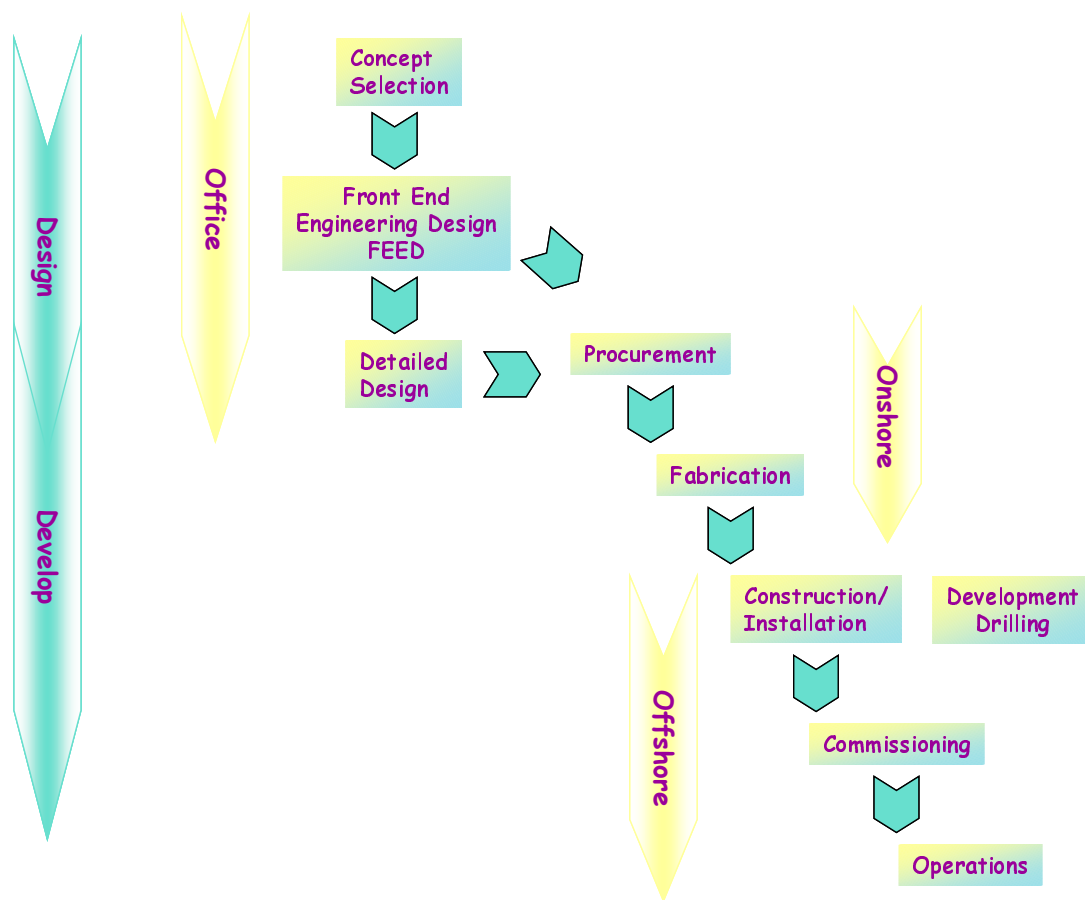 Concept
Selection
Office
Front End
Engineering Design
FEED
Design
Detailed
Design
Procurement
Onshore
Fabrication
Develop
Construction/
Installation
Development
Drilling
Offshore
Commissioning
Operations